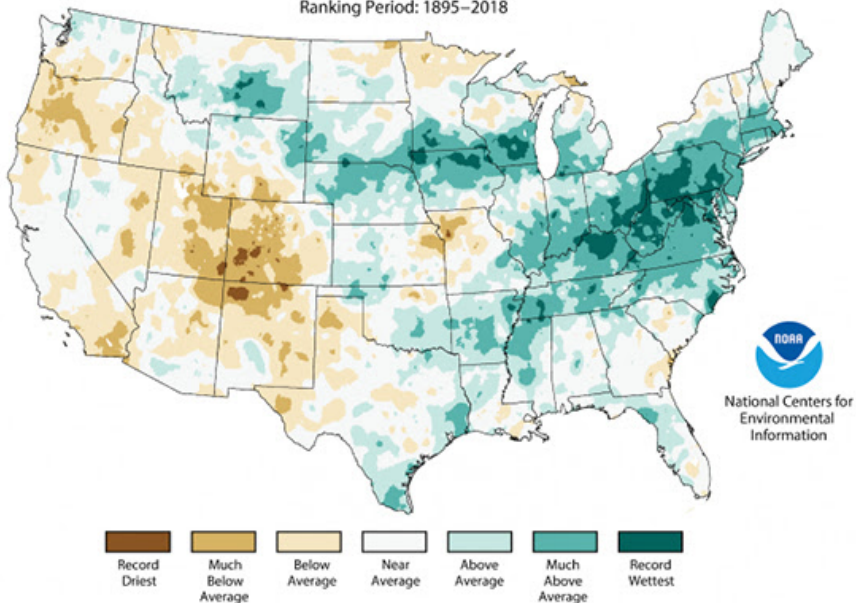 Ranking Period: 1895–2018
NOAA
National Centers for
Environmental
Information
Record
Driest
Much
Below
Average
Below
Average
Near
Average
Above
Average
Much
Above
Average
Record
Wettest